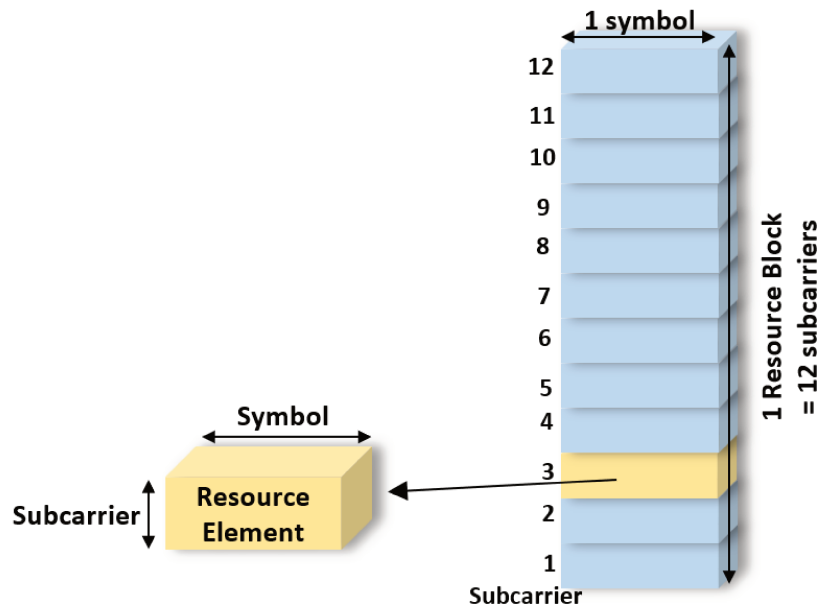 1 symbol
12
11
10
9
8
7
6
5
4
3
2
1
Subcarrier
1 Resource Block
= 12 subcarriers
Symbol
Subcarrier
Resource
Element